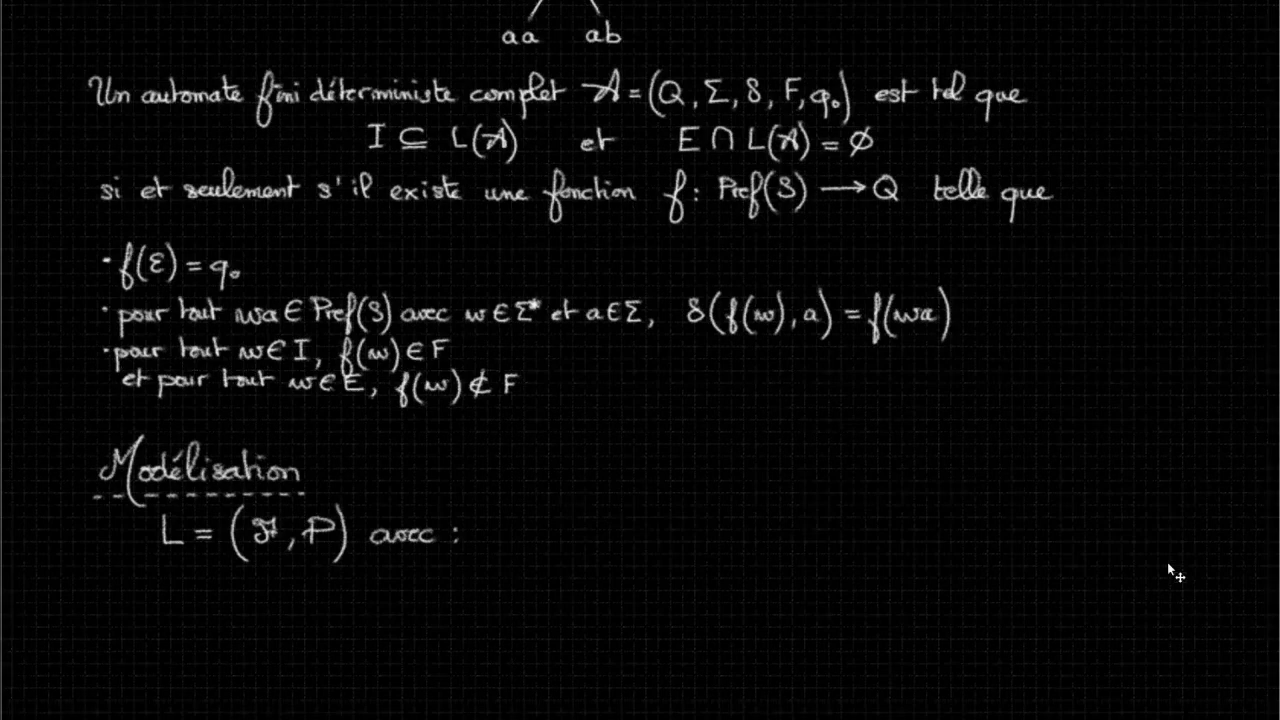 aa ab
Un automate fini déterministe complet 𝒜 = (Q, Σ, δ, F, q₀) est tel que
I ⊆ L(𝒜) et E ∩ L(𝒜) = ∅
si et seulement s'il existe une fonction f : Pref(S) ⟶ Q telle que
· f(ε) = q₀
· pour tout wa ∈ Pref(S) avec w ∈ Σ* et a ∈ Σ, δ(f(w), a) = f(wa)
· pour tout w ∈ I, f(w) ∈ F
et pour tout w ∈ E, f(w) ∉ F
Modélisation
L = (ℱ, P) avec :